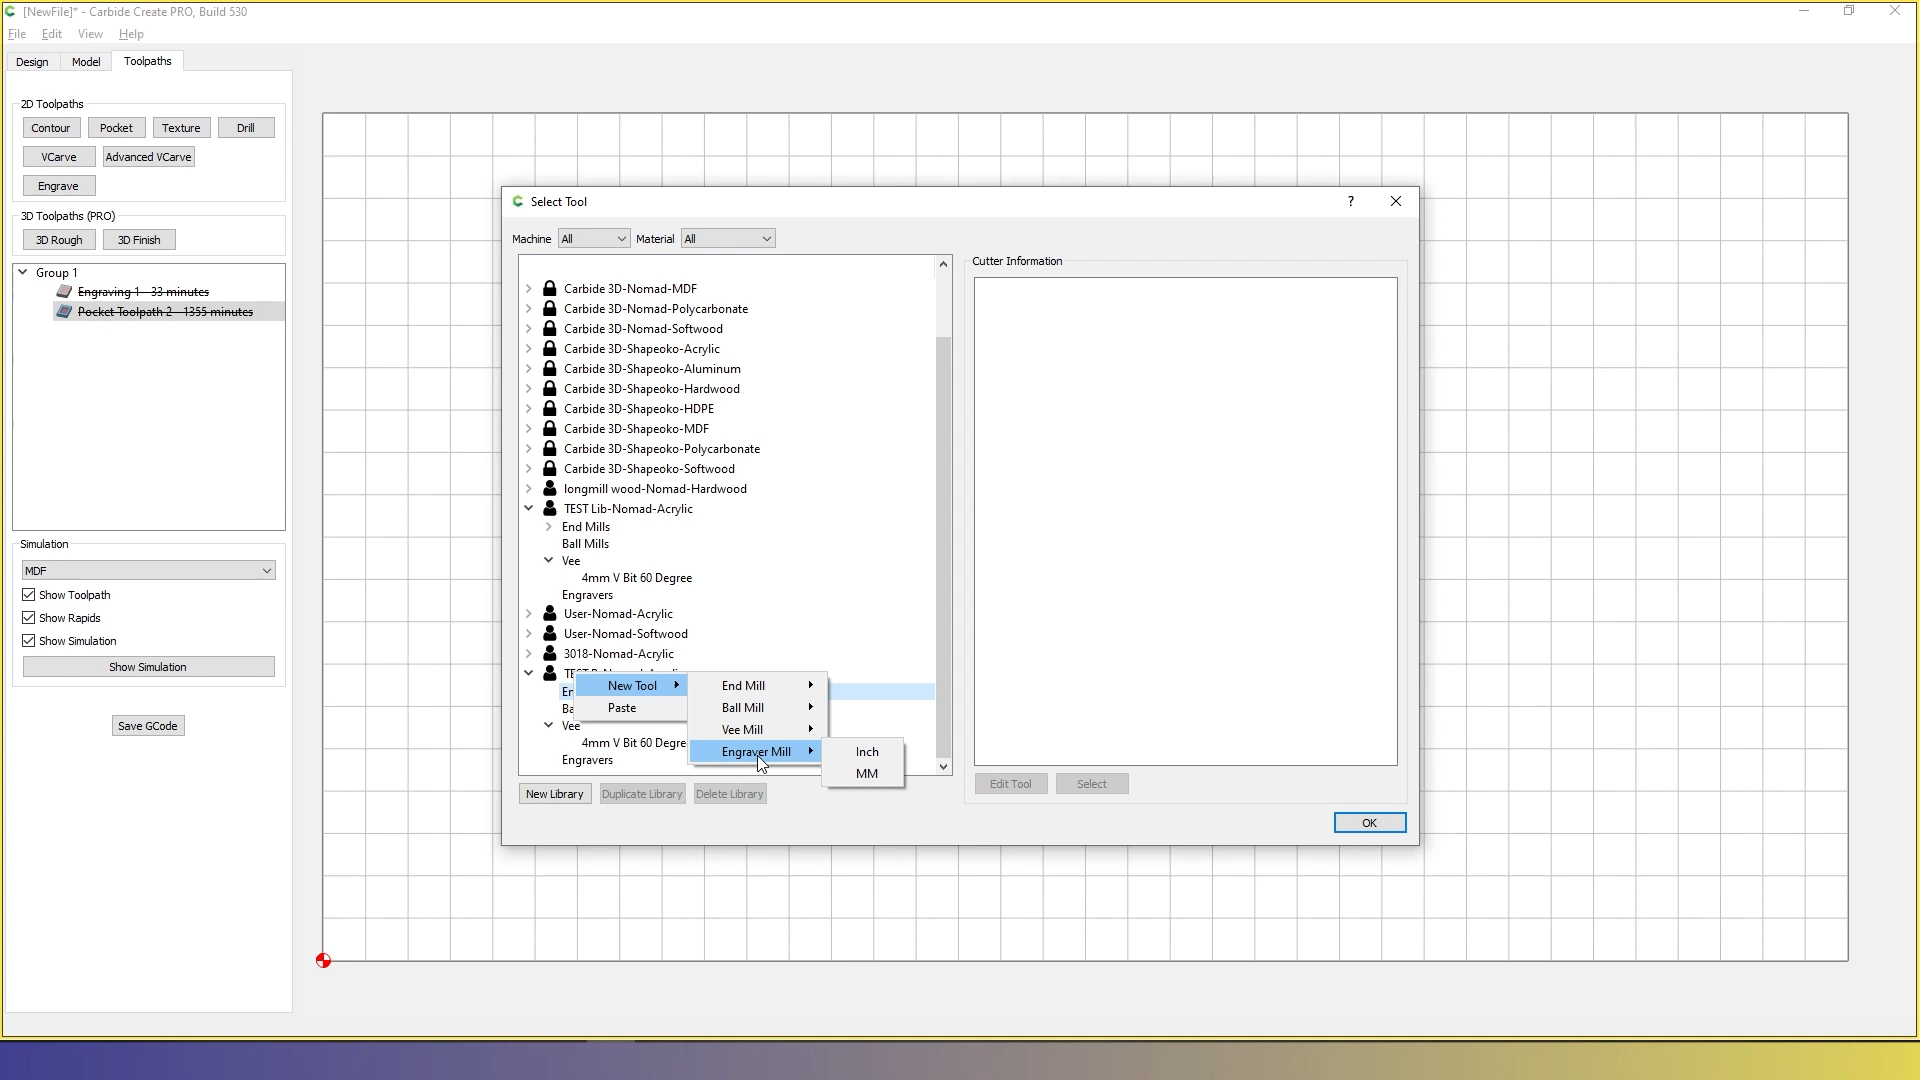 [NewFile]* - Carbide Create PRO, Build 530
File Edit View Help
Design Model Toolpaths
2D Toolpaths
Contour Pocket Texture Drill
VCarve Advanced VCarve
Engrave
3D Toolpaths (PRO)
3D Rough 3D Finish
Group 1
Engraving 1 - 33 minutes
Pocket Toolpath 2 - 1355 minutes
Simulation
MDF
Show Toolpath
Show Rapids
Show Simulation
Show Simulation
Save GCode
Select Tool
?
Machine All Material All
Carbide 3D-Nomad-MDF
Carbide 3D-Nomad-Polycarbonate
Carbide 3D-Nomad-Softwood
Carbide 3D-Shapeoko-Acrylic
Carbide 3D-Shapeoko-Aluminum
Carbide 3D-Shapeoko-Hardwood
Carbide 3D-Shapeoko-HDPE
Carbide 3D-Shapeoko-MDF
Carbide 3D-Shapeoko-Polycarbonate
Carbide 3D-Shapeoko-Softwood
longmill wood-Nomad-Hardwood
TEST Lib-Nomad-Acrylic
End Mills
Ball Mills
Vee
4mm V Bit 60 Degree
Engravers
User-Nomad-Acrylic
User-Nomad-Softwood
3018-Nomad-Acrylic
En
Ba
Vee
4mm V Bit 60 Degre
Engravers
New Tool
Paste
End Mill
Ball Mill
Vee Mill
Engraver Mill
Inch
MM
New Library Duplicate Library Delete Library
Cutter Information
Edit Tool Select
OK